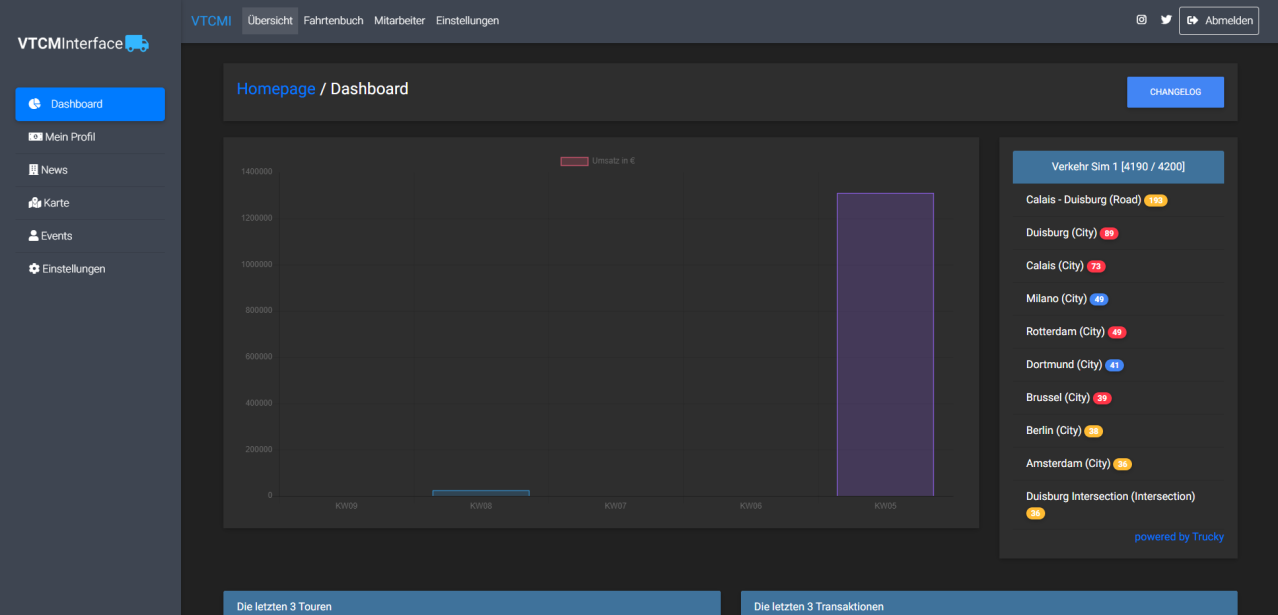 VTCMInterface
Dashboard
Mein Profil
News
Karte
Events
Einstellungen
VTCMI Übersicht Fahrtenbuch Mitarbeiter Einstellungen Abmelden
Homepage / Dashboard
CHANGELOG
Umsatz in €
1400000
1200000
1000000
800000
600000
400000
200000
0
KW09 KW08 KW07 KW06 KW05
Verkehr Sim 1 [4190 / 4200]
Calais - Duisburg (Road) 193
Duisburg (City) 89
Calais (City) 73
Milano (City) 49
Rotterdam (City) 49
Dortmund (City) 41
Brussel (City) 39
Berlin (City) 38
Amsterdam (City) 36
Duisburg Intersection (Intersection)
36
powered by Trucky
Die letzten 3 Touren
Die letzten 3 Transaktionen